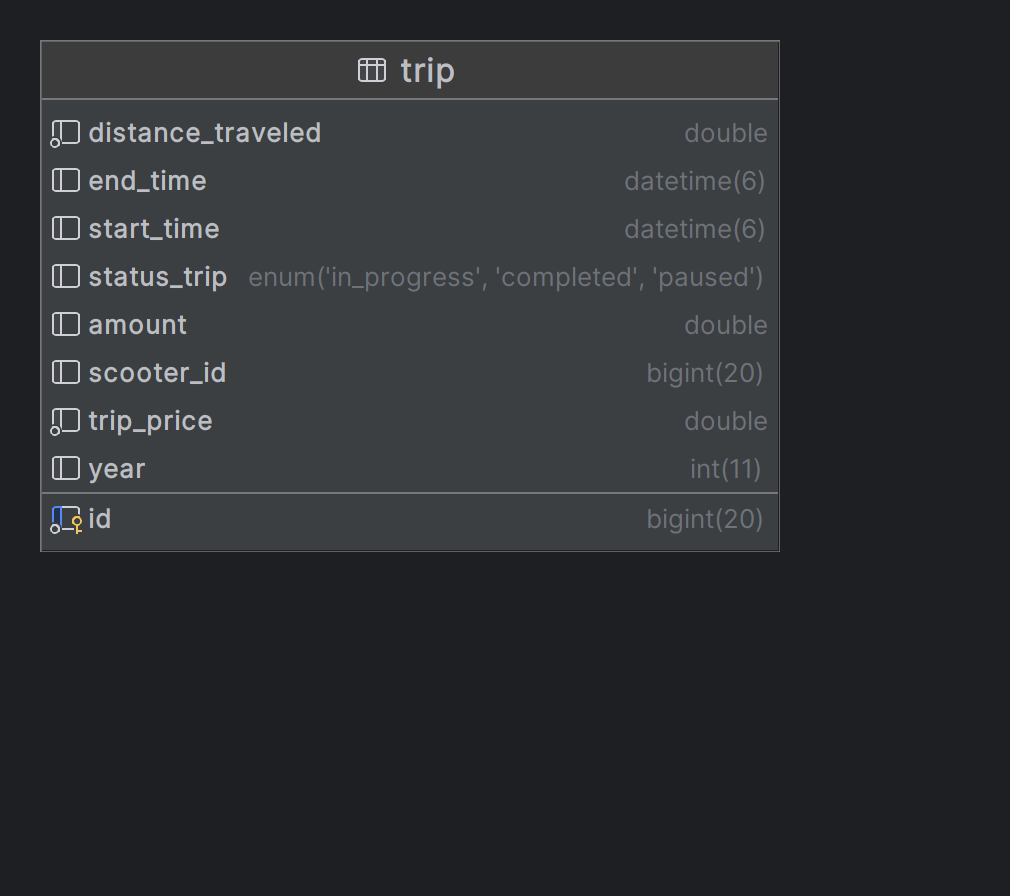 trip
distance_traveled double
end_time datetime(6)
start_time datetime(6)
status_trip enum('in_progress', 'completed', 'paused')
amount double
scooter_id bigint(20)
trip_price double
year int(11)
id bigint(20)